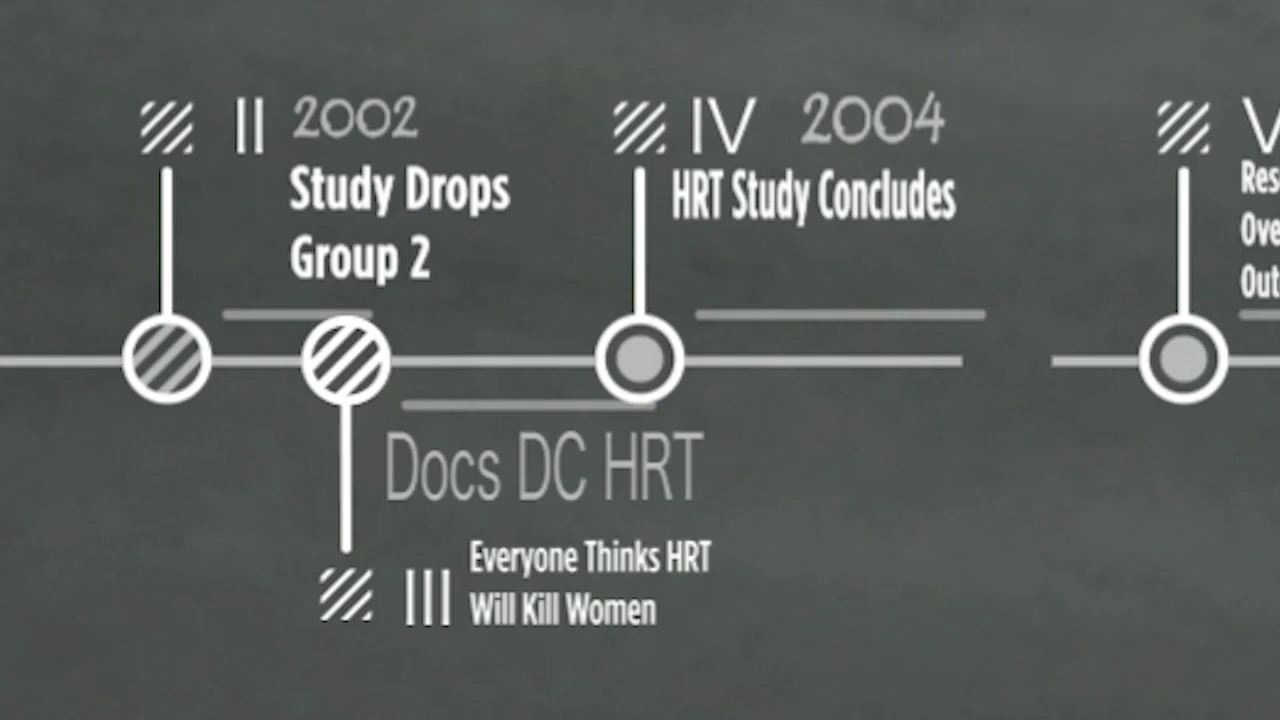 II 2002
Study Drops
Group 2
IV 2004
HRT Study Concludes
Docs DC HRT
III Everyone Thinks HRT
Will Kill Women